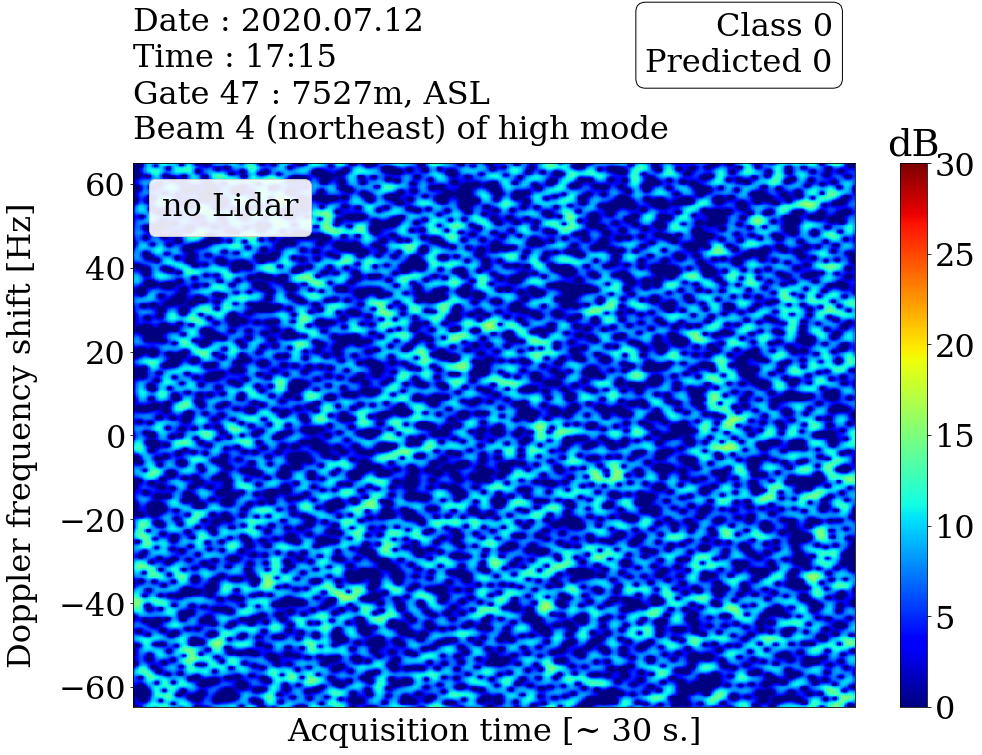 Date : 2020.07.12
Time : 17:15
Gate 47 : 7527m, ASL
Beam 4 (northeast) of high mode
Class 0
Predicted 0
dB
no Lidar
Doppler frequency shift [Hz]
60
40
20
0
−20
−40
−60
Acquisition time [~ 30 s.]
30
25
20
15
10
5
0